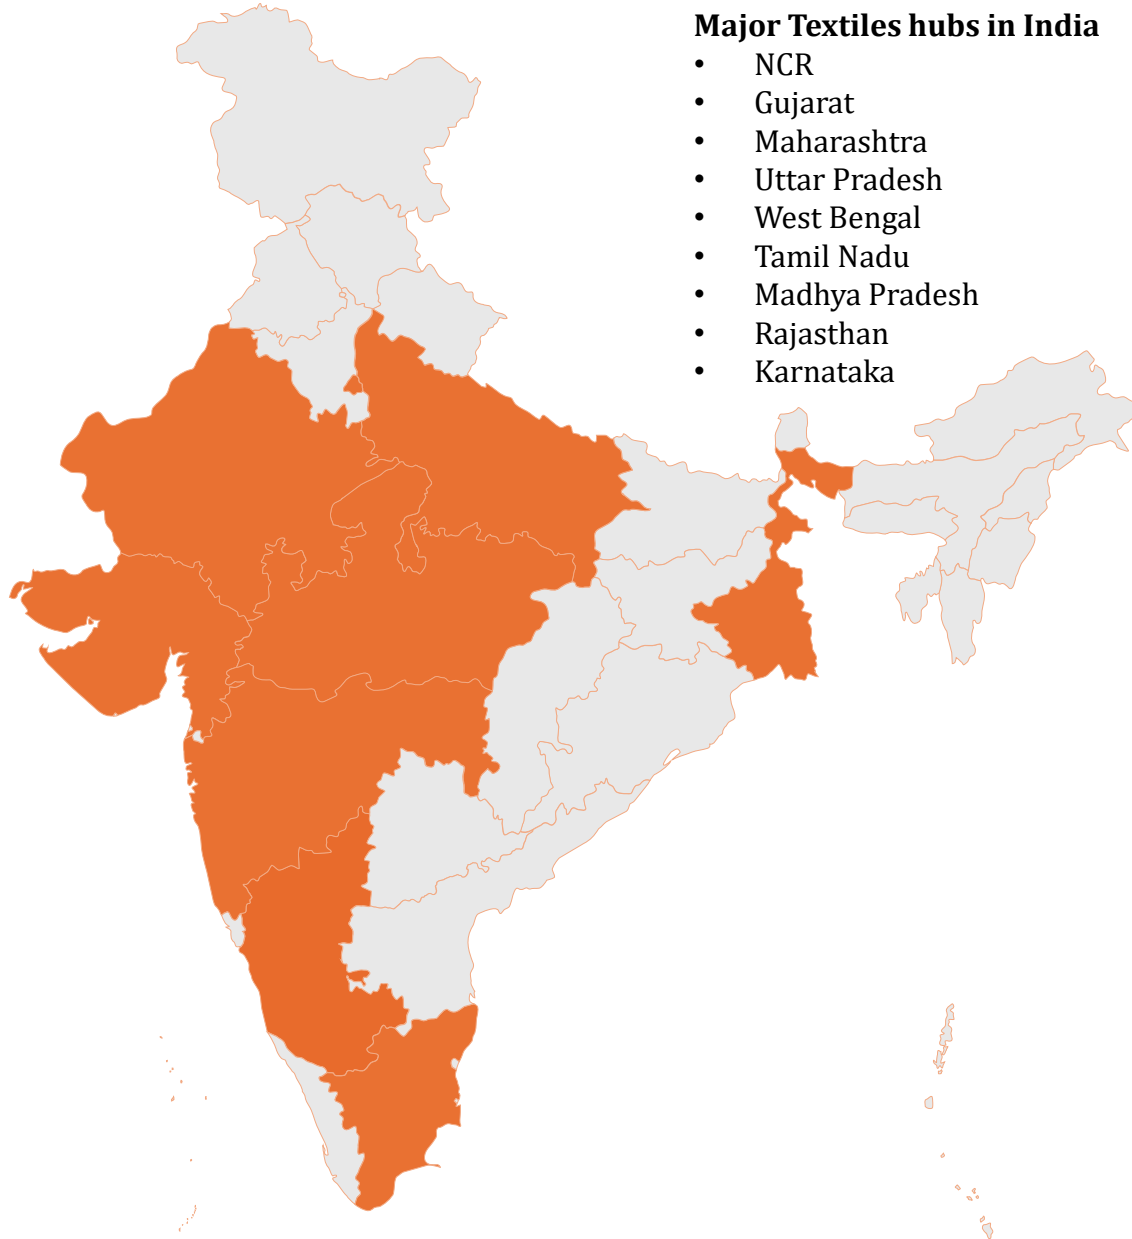 Major Textiles hubs in India
• NCR
• Gujarat
• Maharashtra
• Uttar Pradesh
• West Bengal
• Tamil Nadu
• Madhya Pradesh
• Rajasthan
• Karnataka